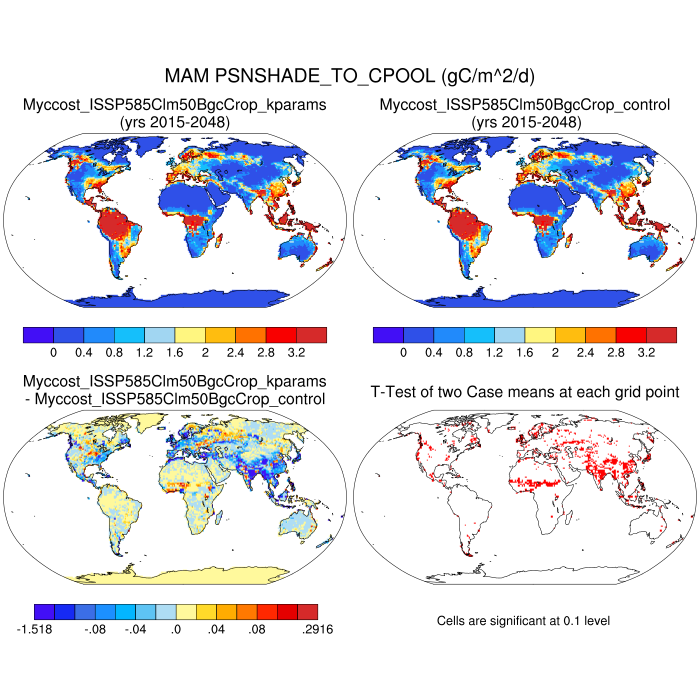 MAM PSNSHADE_TO_CPOOL (gC/m^2/d)
Myccost_ISSP585Clm50BgcCrop_kparams
(yrs 2015-2048)
Myccost_ISSP585Clm50BgcCrop_control
(yrs 2015-2048)
0 0.4 0.8 1.2 1.6 2 2.4 2.8 3.2
0 0.4 0.8 1.2 1.6 2 2.4 2.8 3.2
Myccost_ISSP585Clm50BgcCrop_kparams
- Myccost_ISSP585Clm50BgcCrop_control
T-Test of two Case means at each grid point
-1.518 -.08 -.04 .0 .04 .08 .2916
Cells are significant at 0.1 level